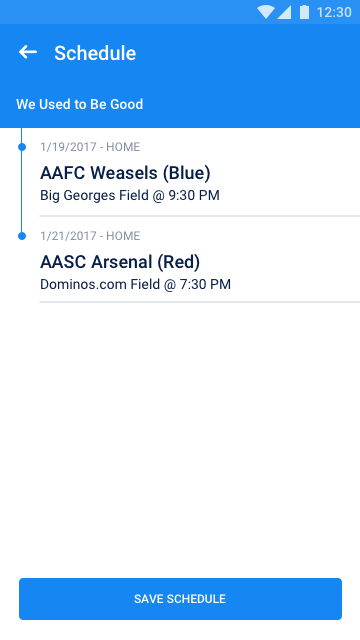 12:30
Schedule
We Used to Be Good
1/19/2017 - HOME
AAFC Weasels (Blue)
Big Georges Field @ 9:30 PM
1/21/2017 - HOME
AASC Arsenal (Red)
Dominos.com Field @ 7:30 PM
SAVE SCHEDULE